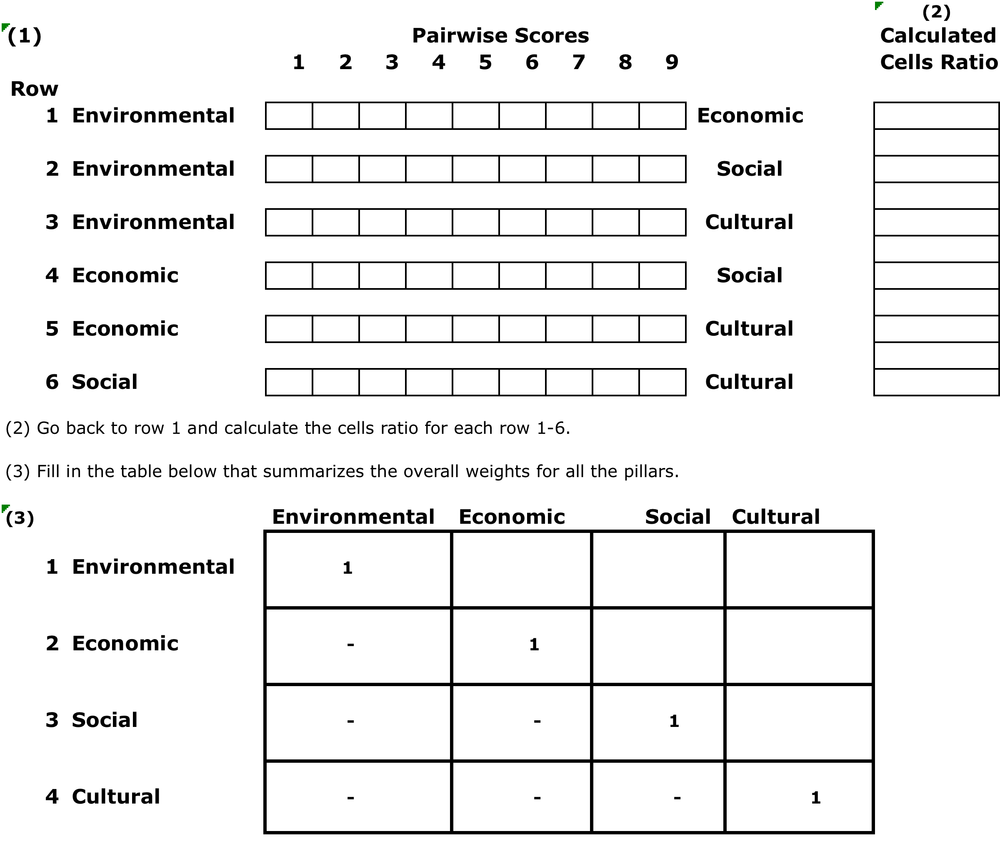 (2)
(1) Pairwise Scores Calculated
1 2 3 4 5 6 7 8 9 Cells Ratio
Row
1 Environmental Economic
2 Environmental Social
3 Environmental Cultural
4 Economic Social
5 Economic Cultural
6 Social Cultural
(2) Go back to row 1 and calculate the cells ratio for each row 1-6.
(3) Fill in the table below that summarizes the overall weights for all the pillars.
(3) Environmental Economic Social Cultural
1 Environmental 1
2 Economic - 1
3 Social - - 1
4 Cultural - - - 1